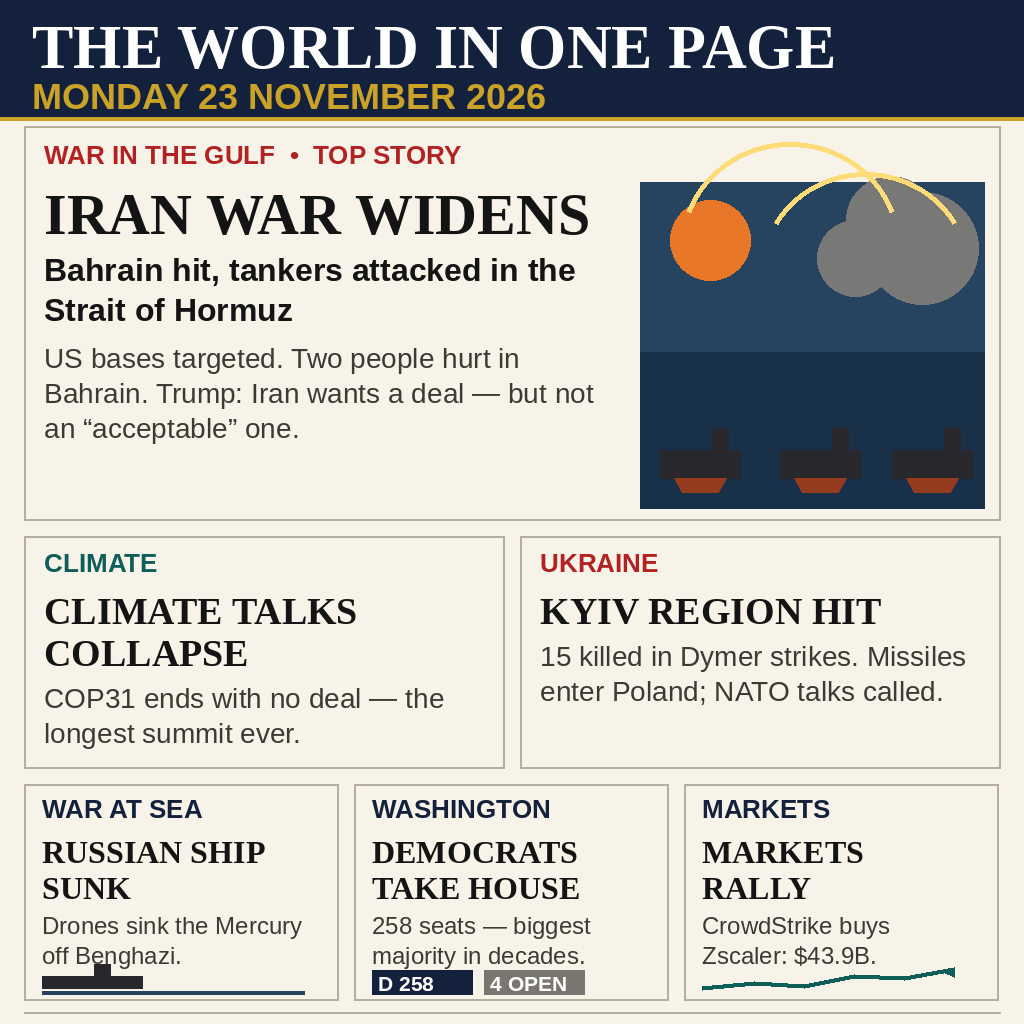 THE WORLD IN ONE PAGE
MONDAY 23 NOVEMBER 2026
WAR IN THE GULF • TOP STORY
IRAN WAR WIDENS
Bahrain hit, tankers attacked in the
Strait of Hormuz
US bases targeted. Two people hurt in
Bahrain. Trump: Iran wants a deal — but not
an “acceptable” one.
CLIMATE
CLIMATE TALKS
COLLAPSE
COP31 ends with no deal — the
longest summit ever.
UKRAINE
KYIV REGION HIT
15 killed in Dymer strikes. Missiles
enter Poland; NATO talks called.
WAR AT SEA
RUSSIAN SHIP
SUNK
Drones sink the Mercury
off Benghazi.
WASHINGTON
DEMOCRATS
TAKE HOUSE
258 seats — biggest
majority in decades.
D 258
4 OPEN
MARKETS
MARKETS
RALLY
CrowdStrike buys
Zscaler: $43.9B.